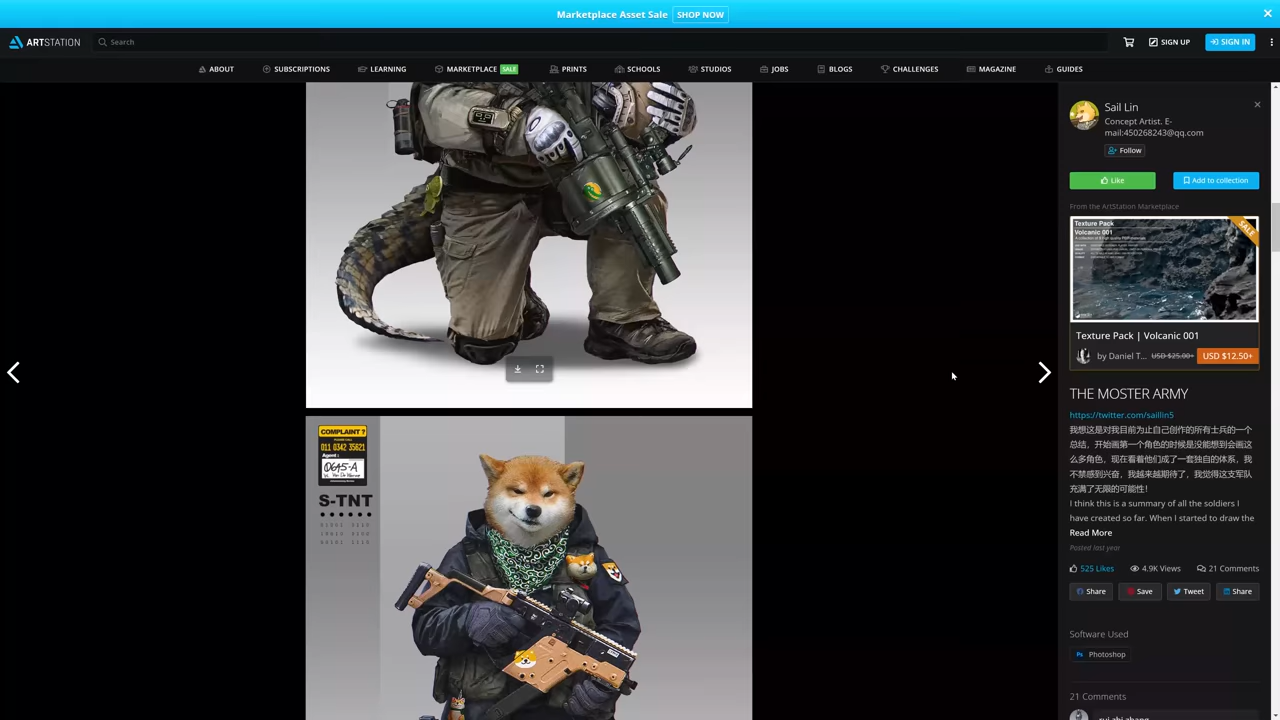 Marketplace Asset Sale SHOP NOW
ARTSTATION Search SIGN UP SIGN IN
ABOUT SUBSCRIPTIONS LEARNING MARKETPLACE SALE PRINTS SCHOOLS STUDIOS JOBS BLOGS CHALLENGES MAGAZINE GUIDES
COMPLAINT ?
011 0342 35621
Agent :
S-TNT
Sail Lin
Concept Artist. E-
mail:450268243@qq.com
Follow
Like Add to collection
From the ArtStation Marketplace
Texture Pack
Volcanic 001
SALE
Texture Pack | Volcanic 001
by Daniel T... USD $25.00+ USD $12.50+
THE MOSTER ARMY
https://twitter.com/saillin5
我想这是对我目前为止自己创作的所有士兵的一个
总结，开始画第一个角色的时候是没能想到会画这
么多角色，现在看着他们成了一套独自的体系，我
不禁感到兴奋，我越来越期待了，我觉得这支军队
充满了无限的可能性！
I think this is a summary of all the soldiers I
have created so far. When I started to draw the
Read More
Posted last year
525 Likes 4.9K Views 21 Comments
Share Save Tweet Share
Software Used
Ps Photoshop
21 Comments